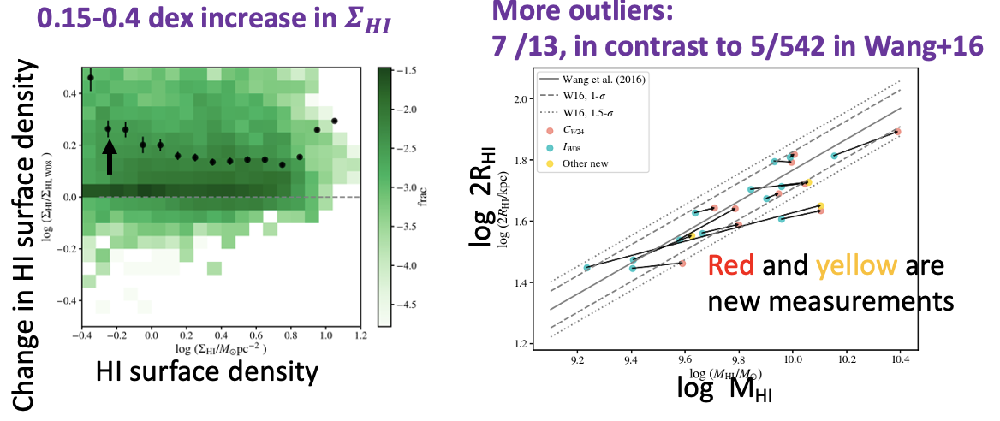 0.15-0.4 dex increase in Σ_HI
More outliers:
7 /13, in contrast to 5/542 in Wang+16
Change in HI surface density
log (Σ_HI/Σ_HI, W08)
0.4
0.2
0.0
−0.2
−0.4
−0.4 −0.2 0.0 0.2 0.4 0.6 0.8 1.0 1.2
log (Σ_HI/M_⊙pc^−2 )
HI surface density
−1.5
−2.0
−2.5
−3.0
−3.5
−4.0
−4.5
frac
log 2R_HI
log (2R_HI/kpc)
2.0
1.8
1.6
1.4
1.2
Wang et al. (2016)
W16, 1-σ
W16, 1.5-σ
C_W24
I_W08
Other new
Red and yellow are
new measurements
9.2 9.4 9.6 9.8 10.0 10.2 10.4
log (M_HI/M_⊙)
log M_HI